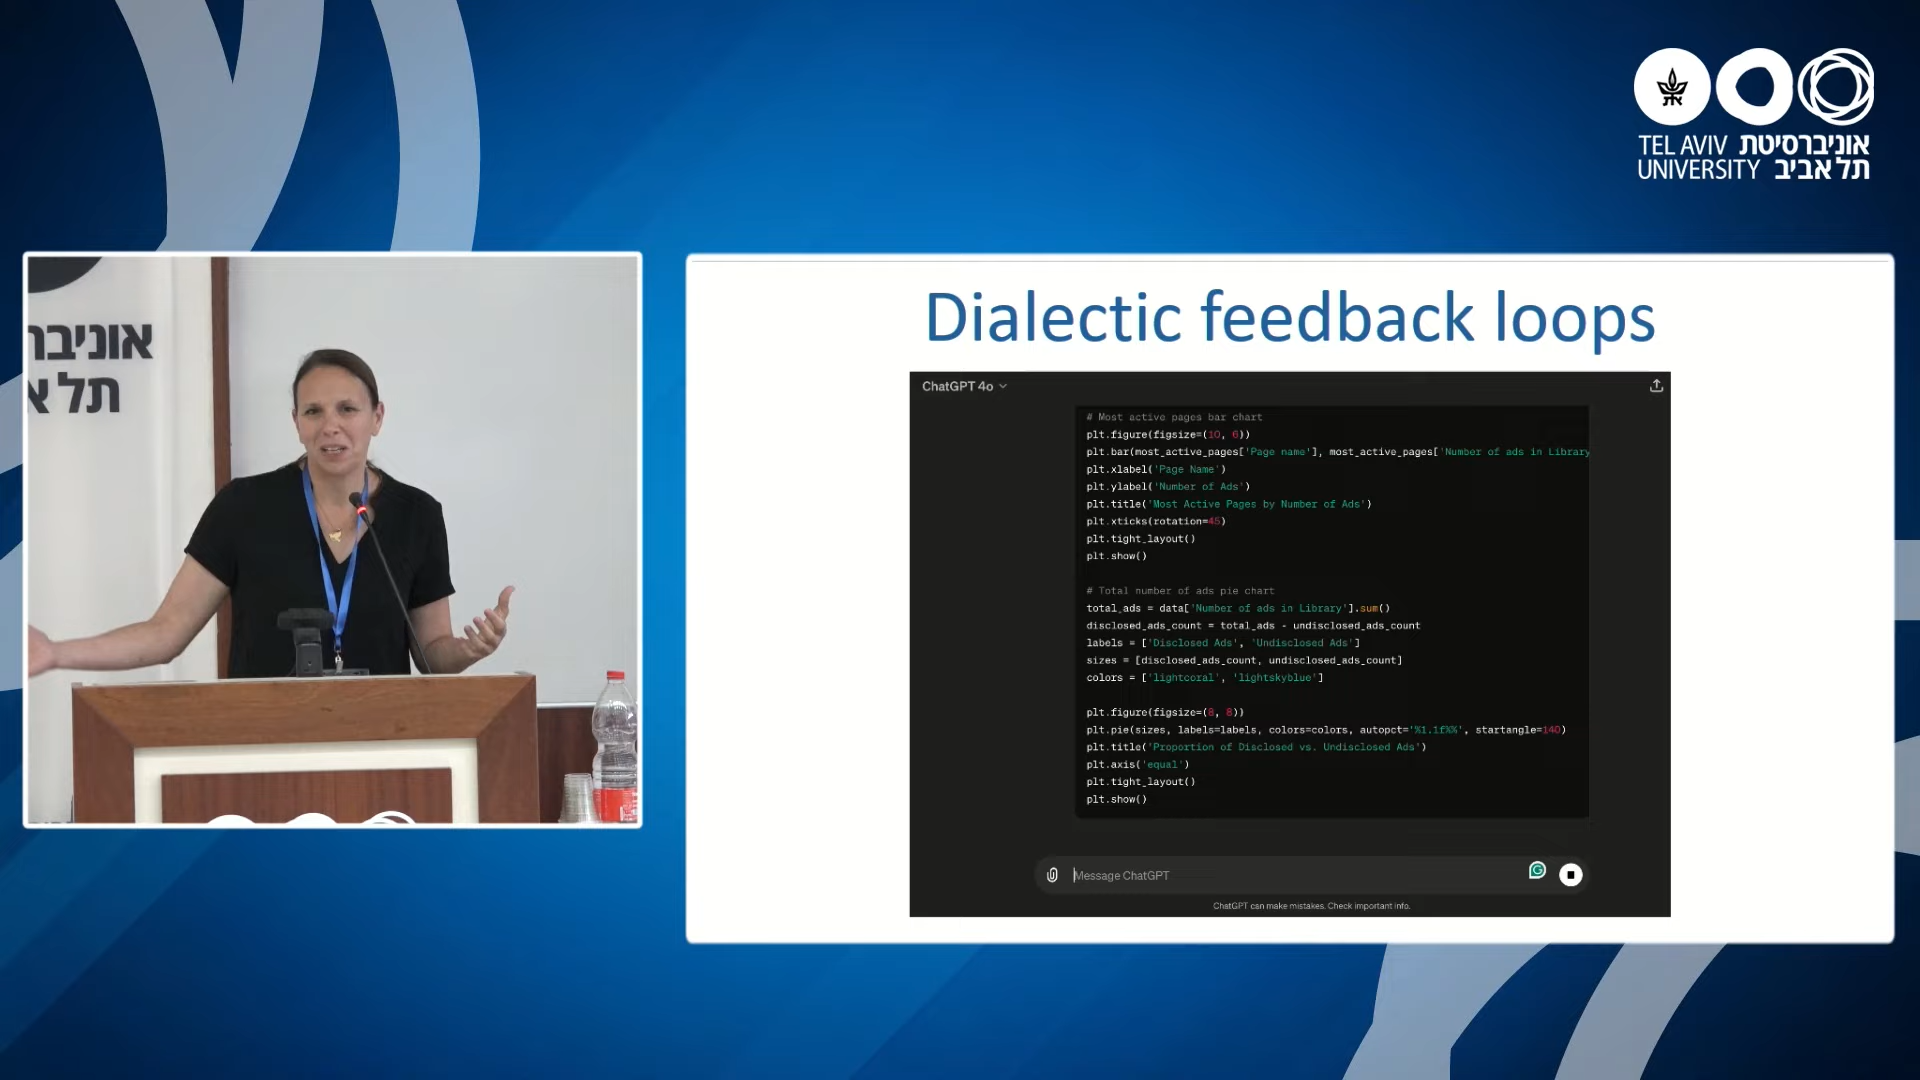 TEL AVIV אוניברסיטת
UNIVERSITY תל אביב
אוניבר
תל א
Dialectic feedback loops
ChatGPT 4o
# Most active pages bar chart
plt.figure(figsize=(10, 6))
plt.bar(most_active_pages['Page name'], most_active_pages['Number of ads in Library
plt.xlabel('Page Name')
plt.ylabel('Number of Ads')
plt.title('Most Active Pages by Number of Ads')
plt.xticks(rotation=45)
plt.tight_layout()
plt.show()
# Total number of ads pie chart
total_ads = data['Number of ads in Library'].sum()
disclosed_ads_count = total_ads - undisclosed_ads_count
labels = ['Disclosed Ads', 'Undisclosed Ads']
sizes = [disclosed_ads_count, undisclosed_ads_count]
colors = ['lightcoral', 'lightskyblue']
plt.figure(figsize=(8, 8))
plt.pie(sizes, labels=labels, colors=colors, autopct='%1.1f%%', startangle=140)
plt.title('Proportion of Disclosed vs. Undisclosed Ads')
plt.axis('equal')
plt.tight_layout()
plt.show()
Message ChatGPT
ChatGPT can make mistakes. Check important info.